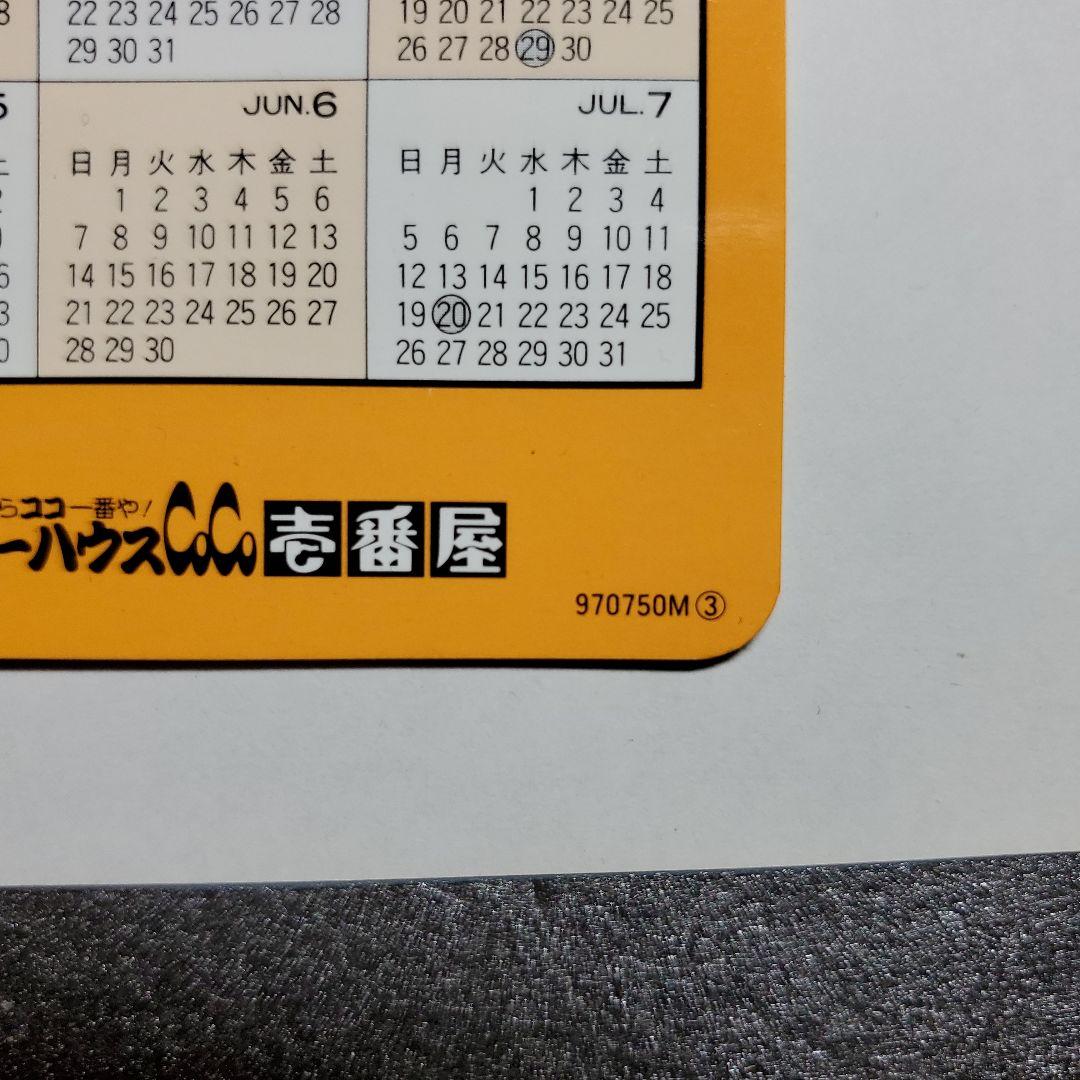 22 23 24 25 26 27 28
29 30 31
19 20 21 22 23 24 25
26 27 28 29 30
JUN.6
日 月 火 水 木 金 土
1 2 3 4 5 6
7 8 9 10 11 12 13
14 15 16 17 18 19 20
21 22 23 24 25 26 27
28 29 30
JUL.7
日 月 火 水 木 金 土
1 2 3 4
5 6 7 8 9 10 11
12 13 14 15 16 17 18
19 20 21 22 23 24 25
26 27 28 29 30 31
らココ一番や!
ーハウスCoCo壱番屋
970750M③